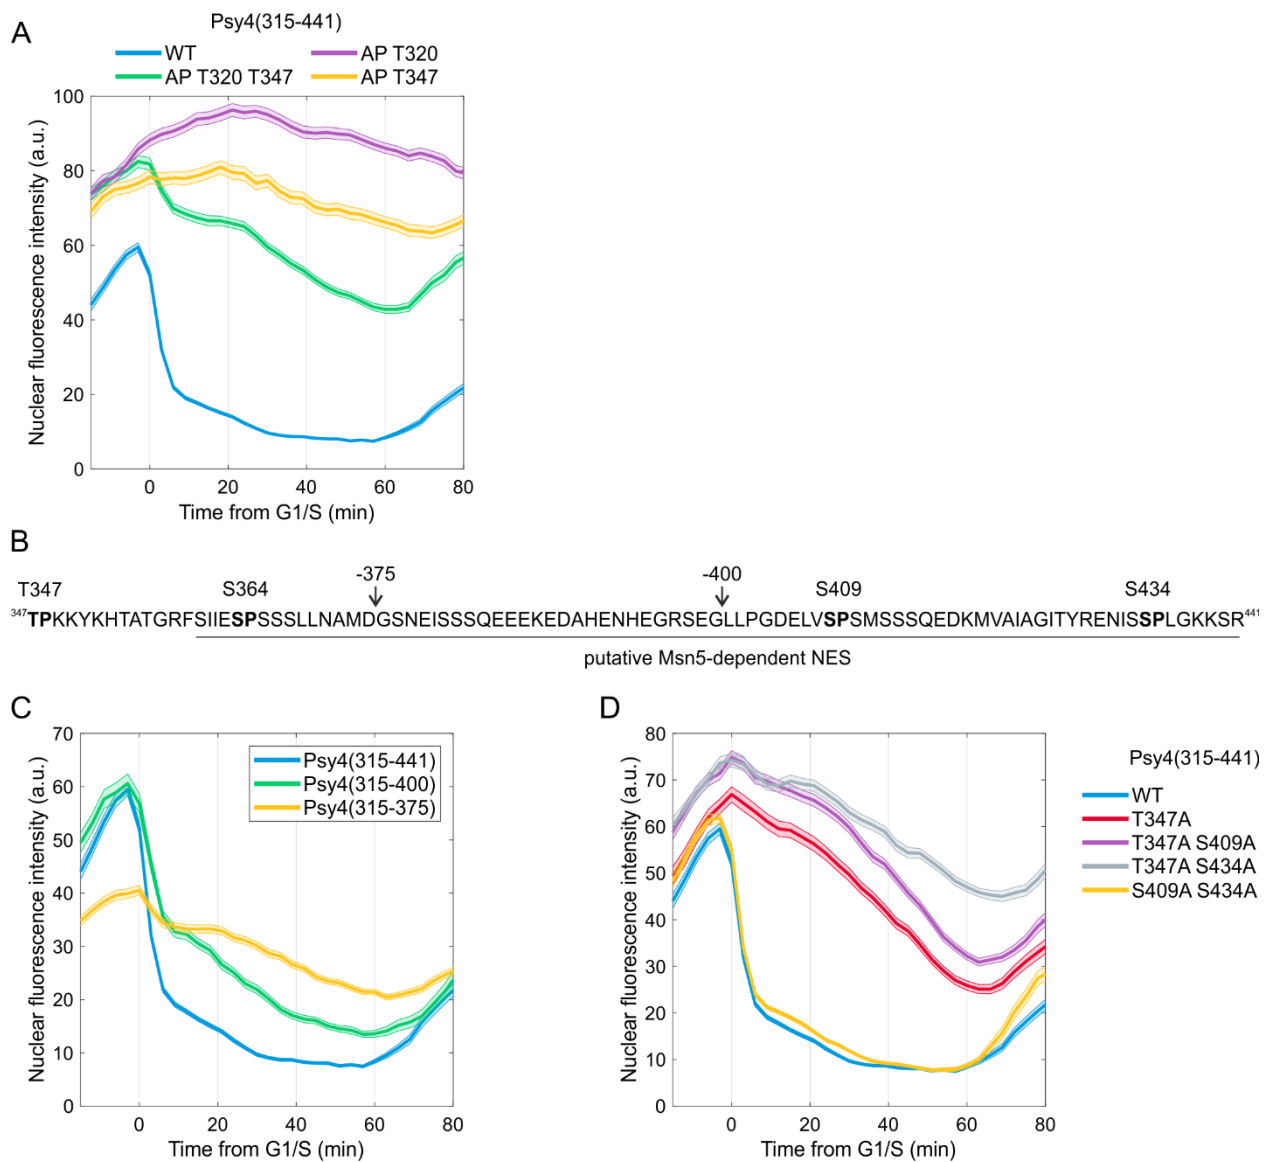 A
Psy4(315-441)
WT
AP T320
AP T320 T347
AP T347
Nuclear fluorescence intensity (a.u.)
100
80
60
40
20
0
0 20 40 60 80
Time from G1/S (min)
B
T347 S364 -375 -400 S409 S434
³⁴⁷TPKKYKHTATGRFSIIESPSSSLLNAMDGSNEISSSQEEEKEDAHENHEGRSEGLLPGDELVSPSMSSSQEDKMVAIAGITYRENISSPLGKKSR⁴⁴¹
putative Msn5-dependent NES
C
Nuclear fluorescence intensity (a.u.)
70
60
50
40
30
20
10
0
Psy4(315-441)
Psy4(315-400)
Psy4(315-375)
0 20 40 60 80
Time from G1/S (min)
D
Nuclear fluorescence intensity (a.u.)
80
70
60
50
40
30
20
10
0
0 20 40 60 80
Time from G1/S (min)
Psy4(315-441)
WT
T347A
T347A S409A
T347A S434A
S409A S434A